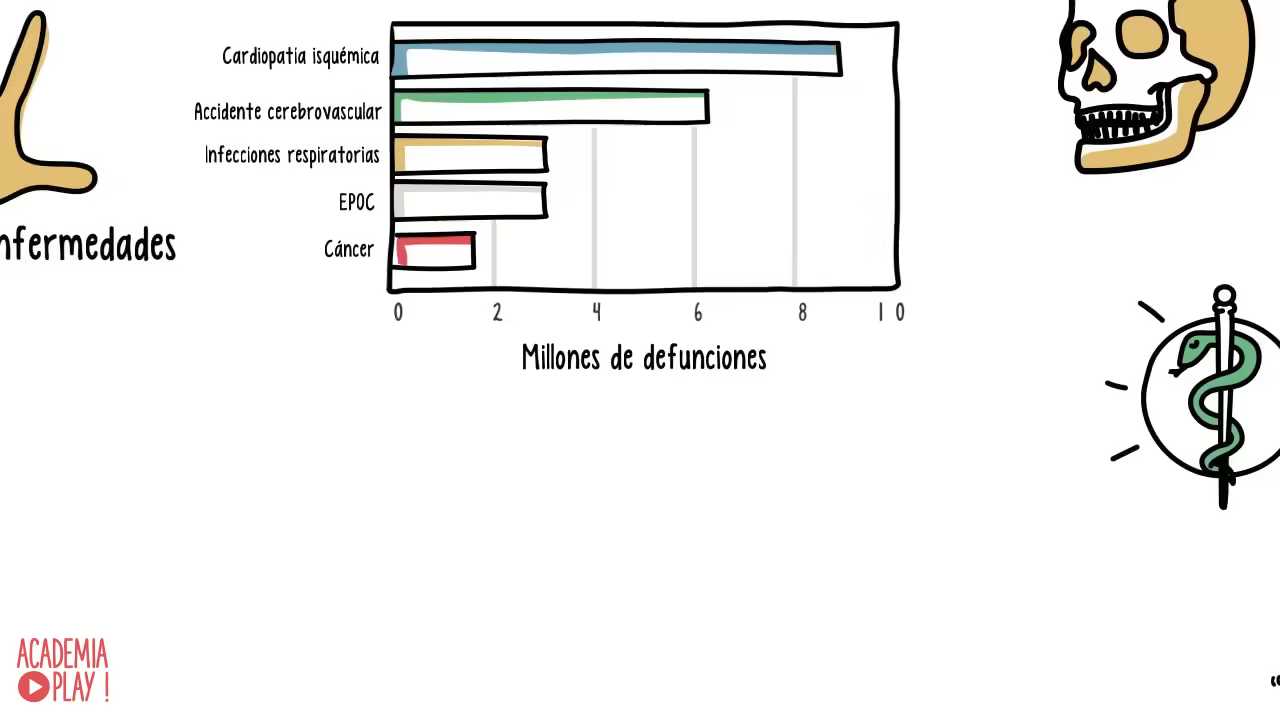 Cardiopatía isquémica
Accidente cerebrovascular
Infecciones respiratorias
EPOC
Cáncer
nfermedades
0 2 4 6 8 10
Millones de defunciones
ACADEMIA
PLAY !